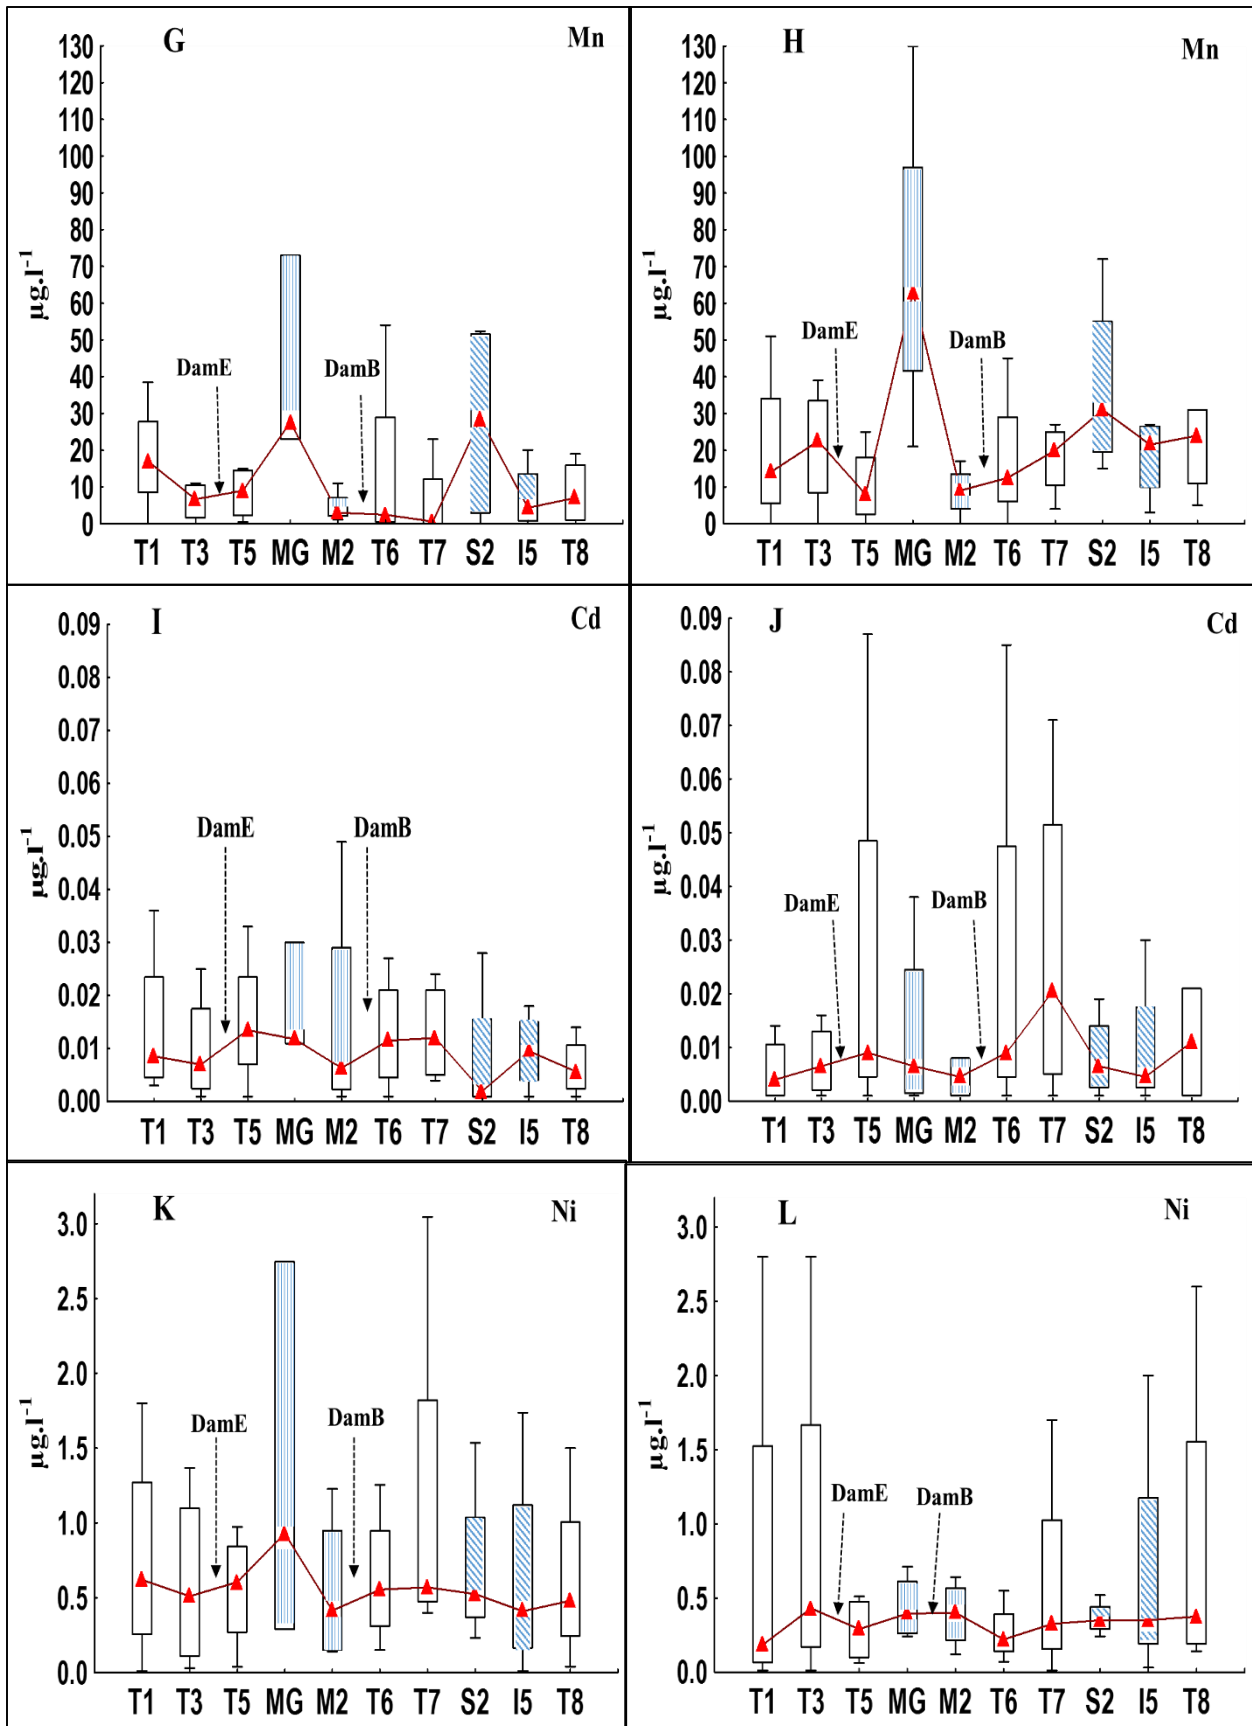 G
Mn
130
120
110
100
90
80
70
60
50
40
30
20
10
0
µg.l⁻¹
DamE
DamB
T1 T3 T5 MG M2 T6 T7 S2 I5 T8
H
Mn
130
120
110
100
90
80
70
60
50
40
30
20
10
0
µg.l⁻¹
DamE
DamB
T1 T3 T5 MG M2 T6 T7 S2 I5 T8
I
Cd
0.09
0.08
0.07
0.06
0.05
0.04
0.03
0.02
0.01
0.00
µg.l⁻¹
DamE
DamB
T1 T3 T5 MG M2 T6 T7 S2 I5 T8
J
Cd
0.09
0.08
0.07
0.06
0.05
0.04
0.03
0.02
0.01
0.00
µg.l⁻¹
DamE
DamB
T1 T3 T5 MG M2 T6 T7 S2 I5 T8
K
Ni
3.0
2.5
2.0
1.5
1.0
0.5
0.0
µg.l⁻¹
DamE
DamB
T1 T3 T5 MG M2 T6 T7 S2 I5 T8
L
Ni
3.0
2.5
2.0
1.5
1.0
0.5
0.0
µg.l⁻¹
DamE
DamB
T1 T3 T5 MG M2 T6 T7 S2 I5 T8